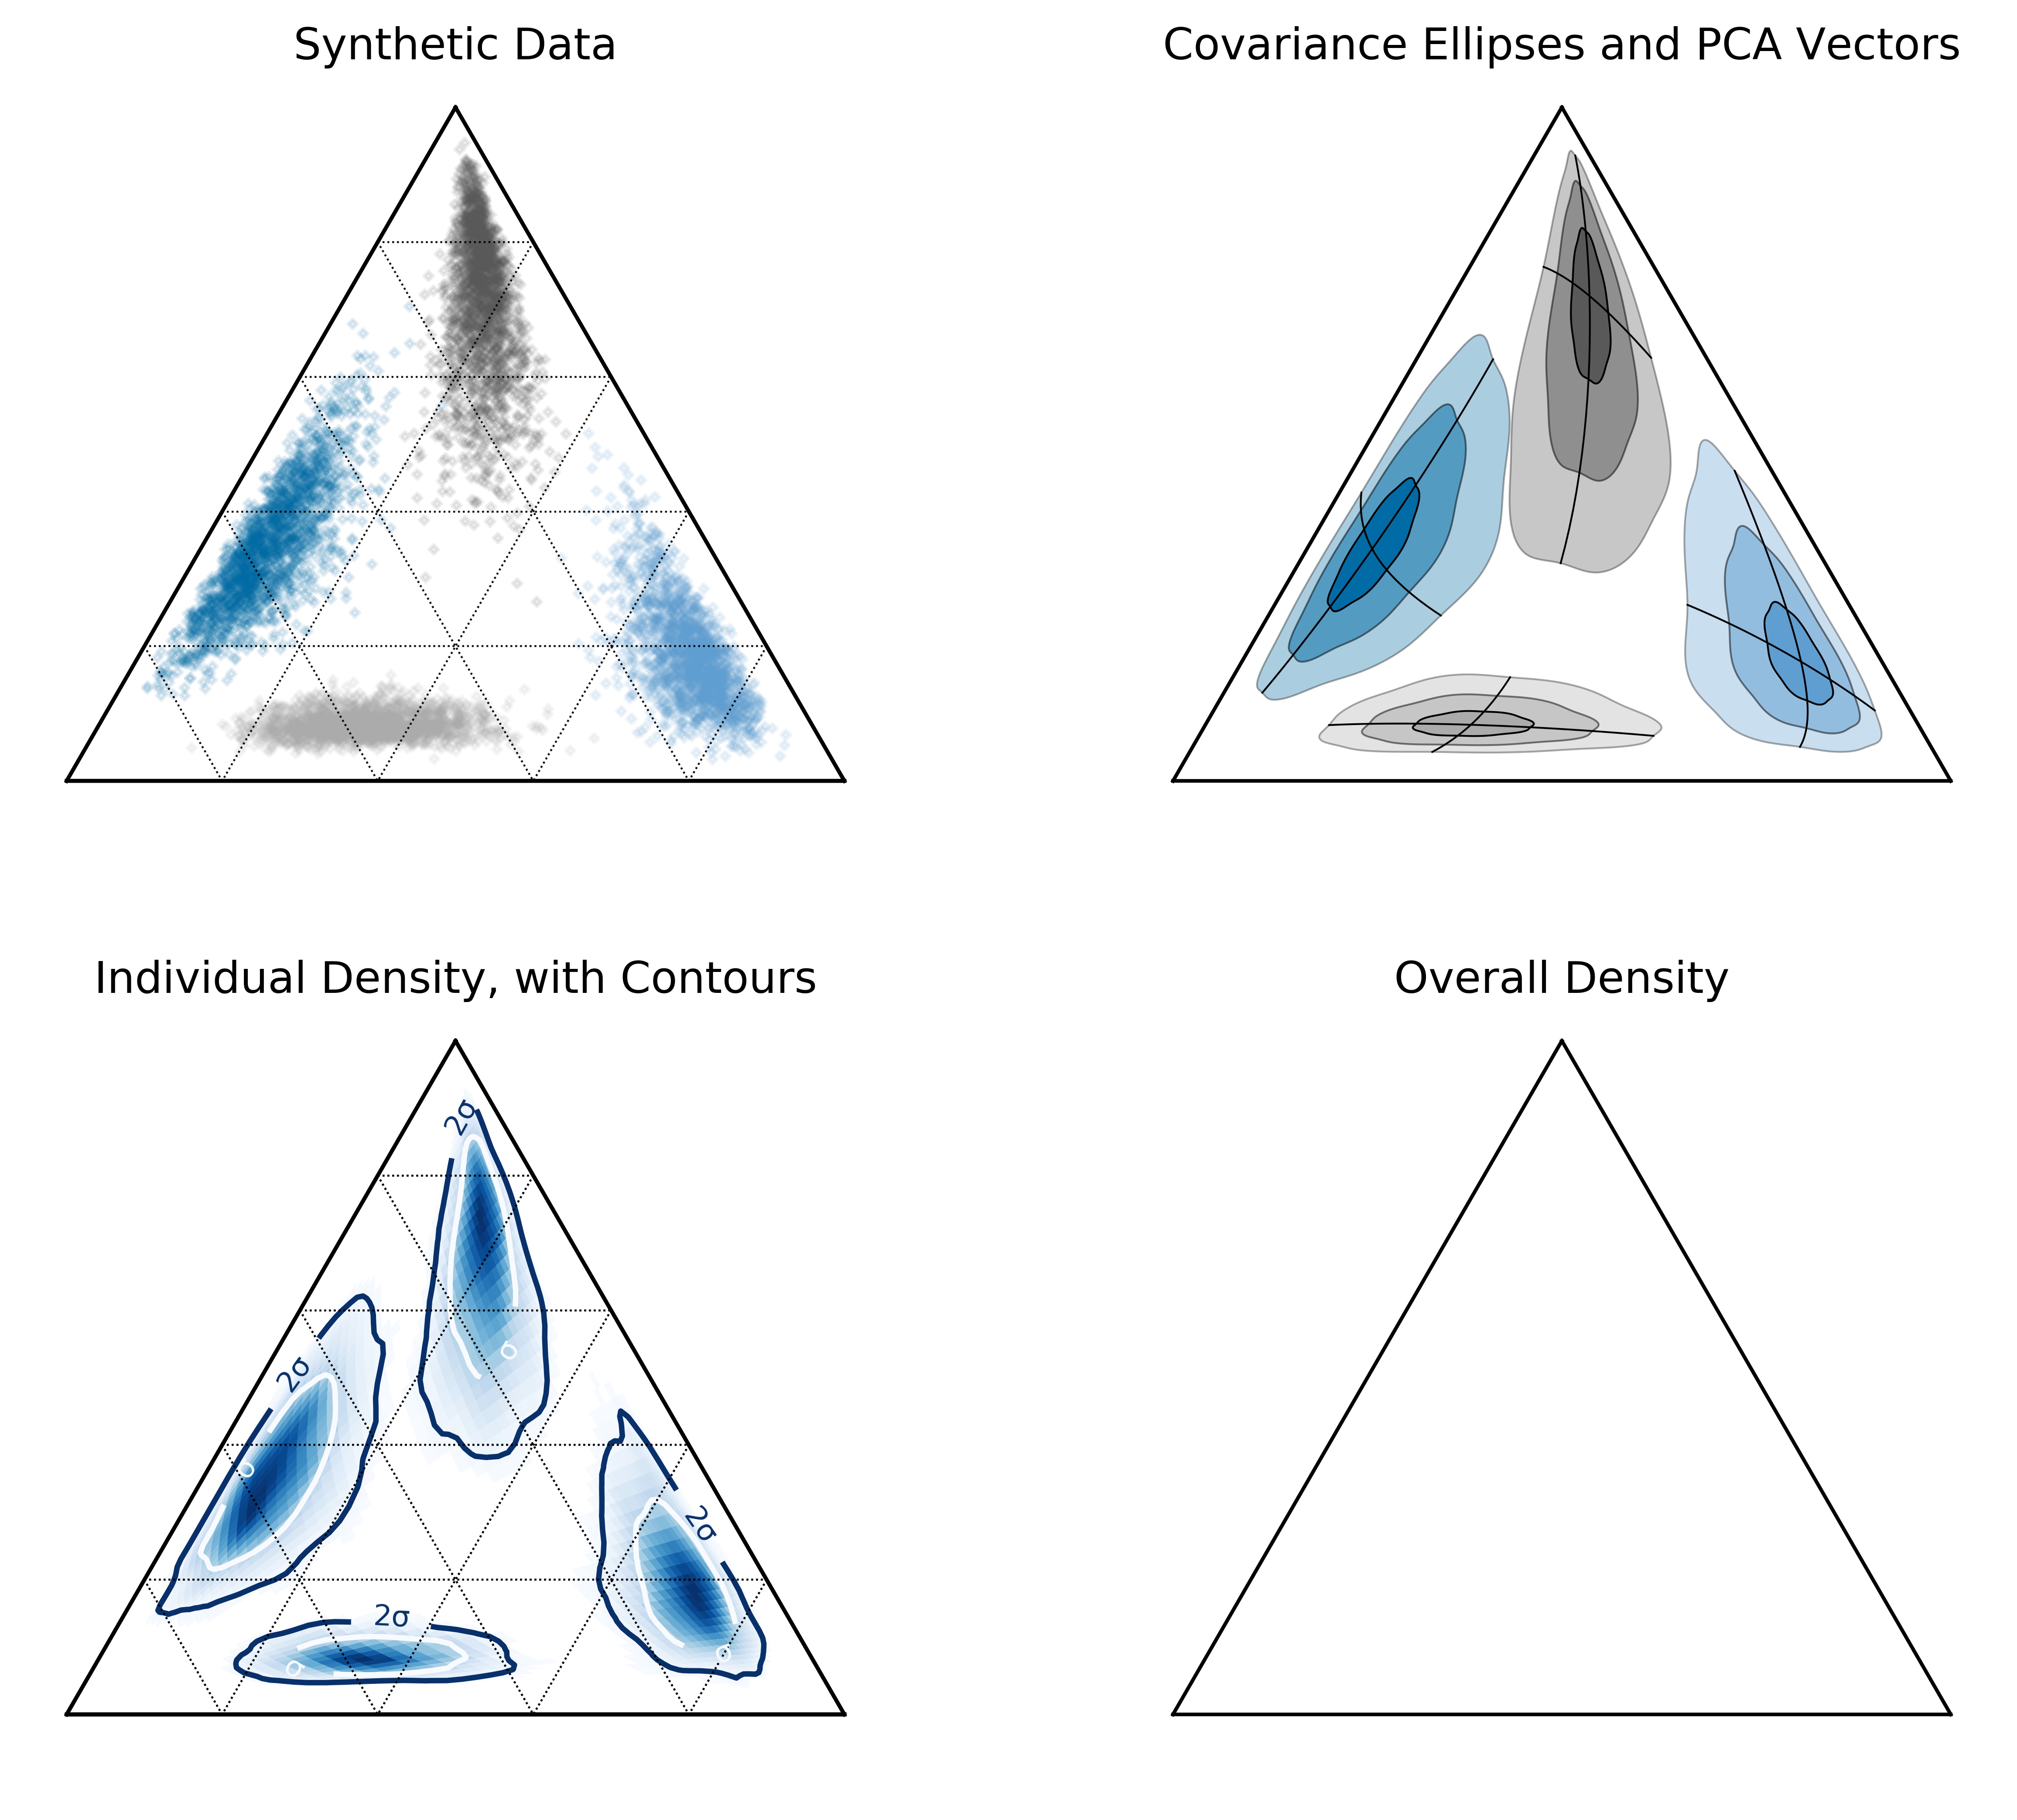 Synthetic Data
Covariance Ellipses and PCA Vectors
Individual Density, with Contours
Overall Density
2σ
2σ
σ
σ
2σ
2σ
σ
σ